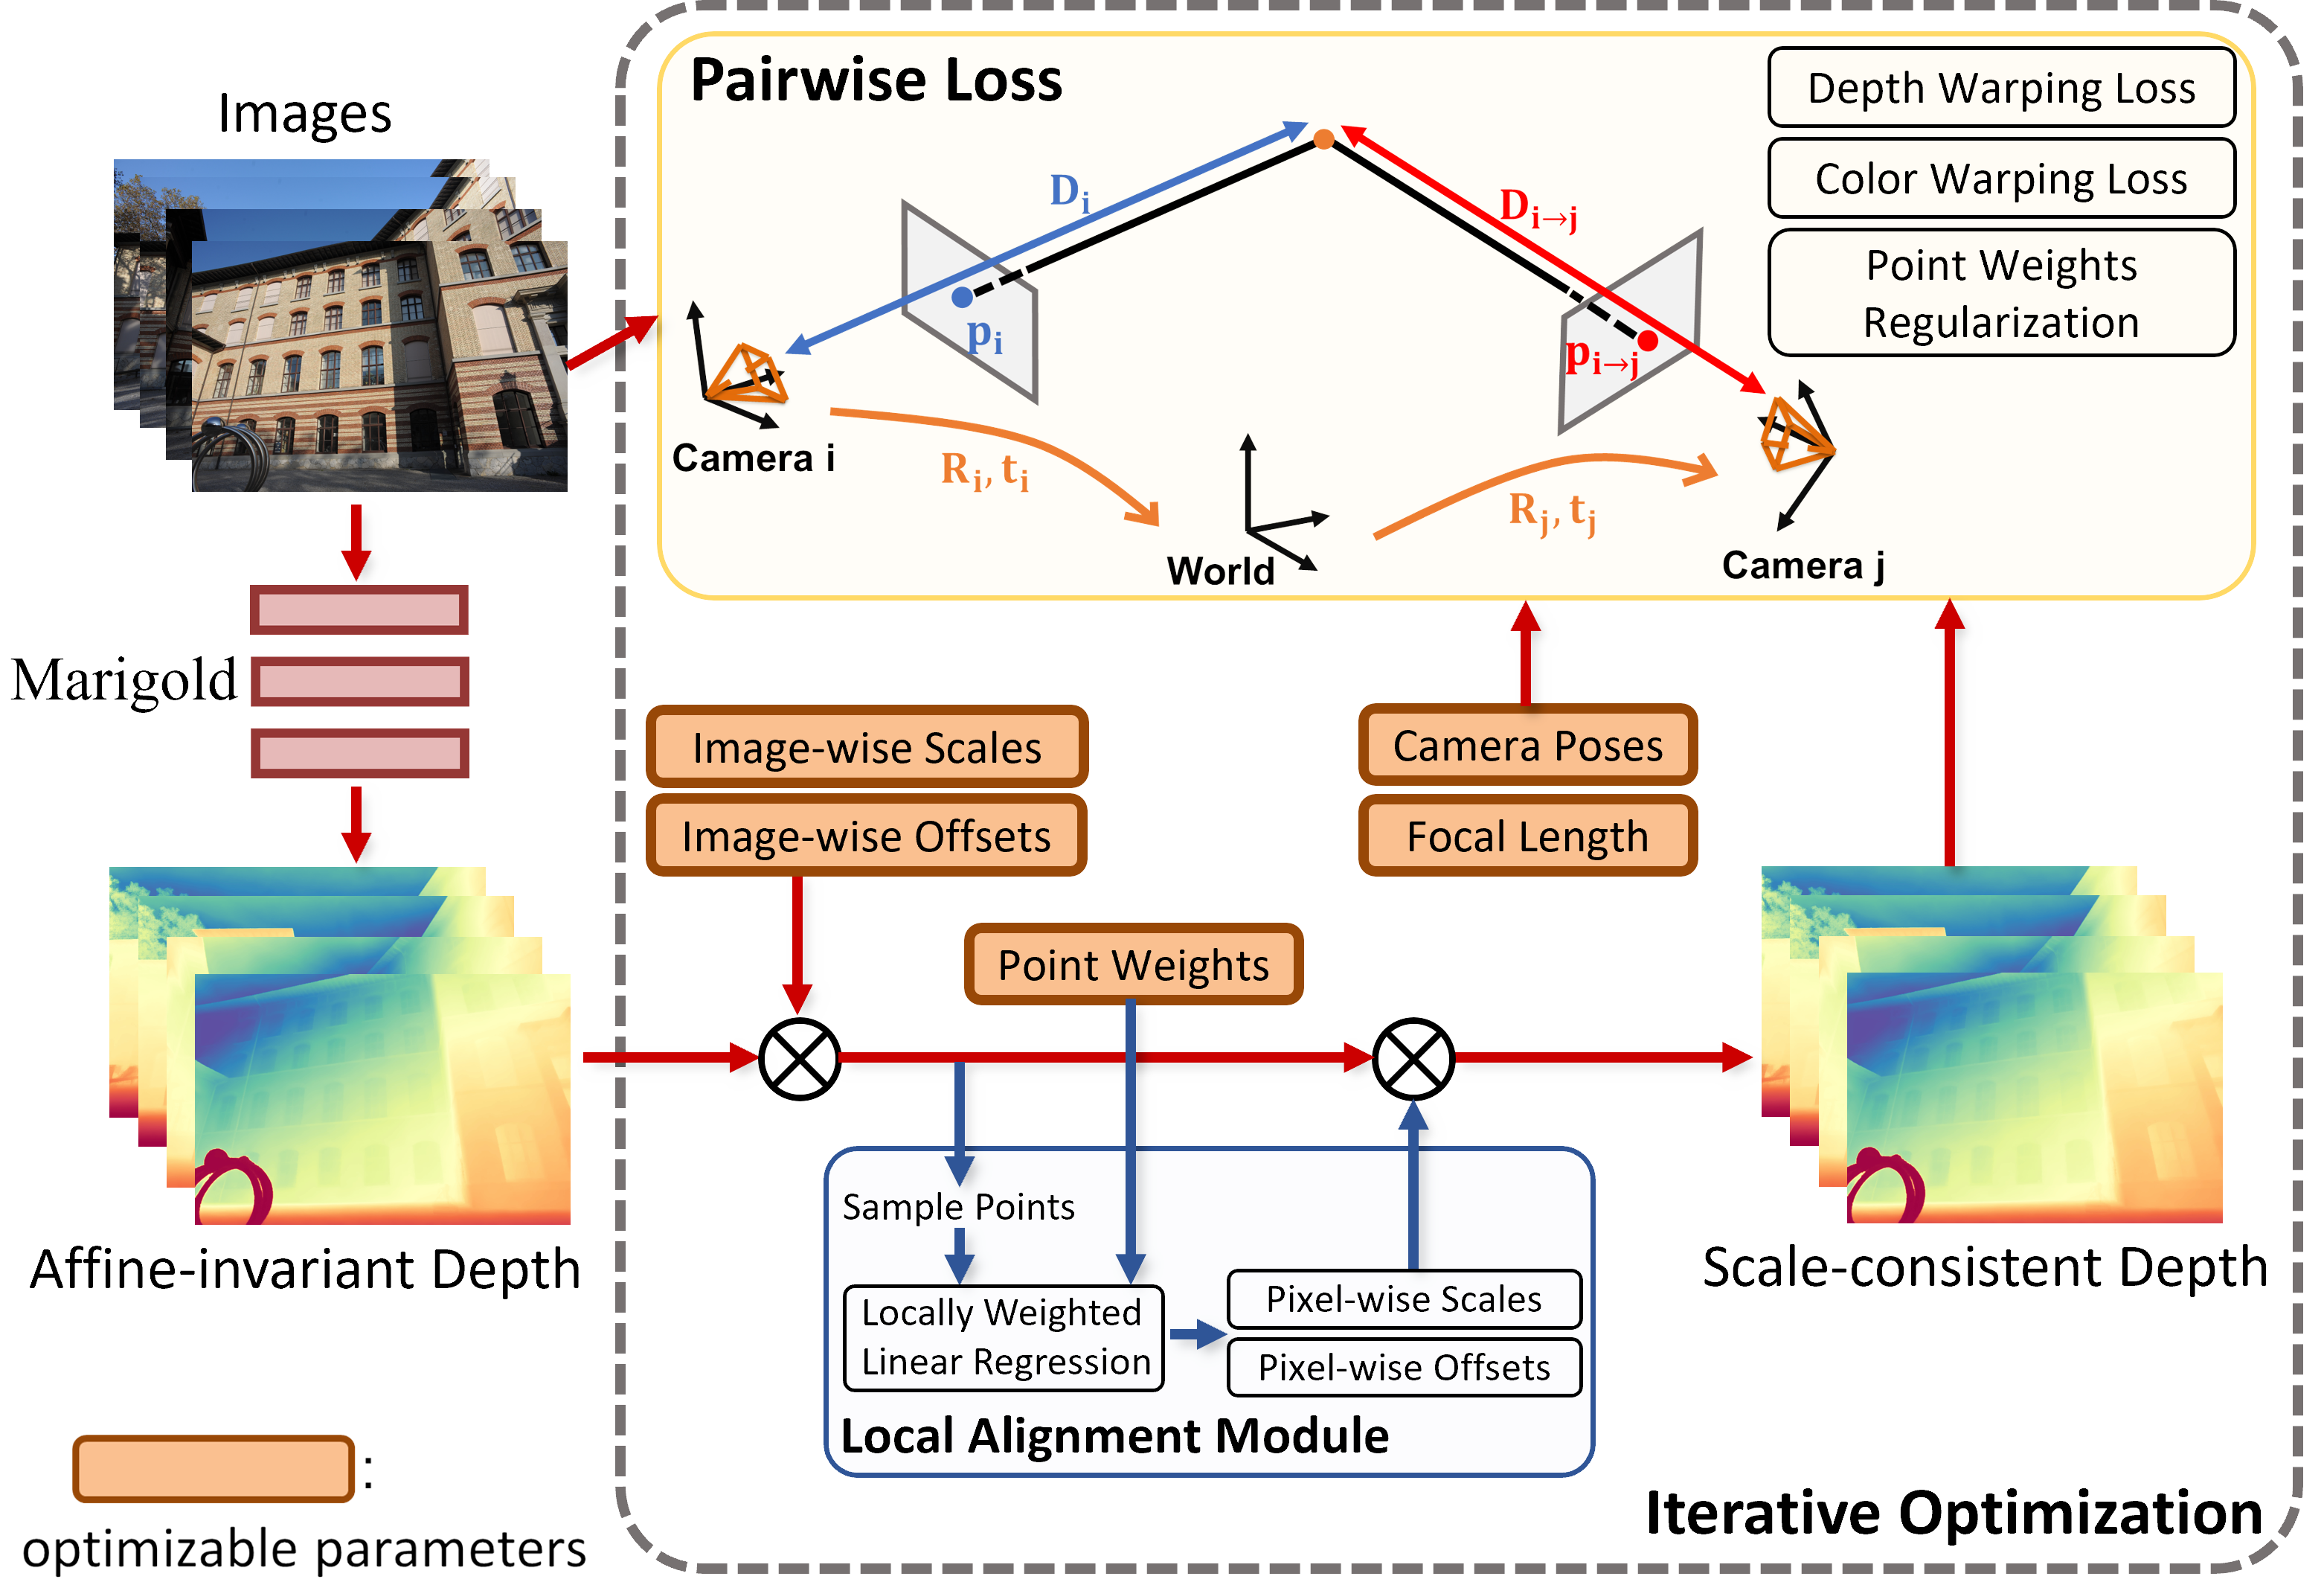 Images
Marigold
Affine-invariant Depth
:
optimizable parameters
Pairwise Loss
Depth Warping Loss
Color Warping Loss
Point Weights
Regularization
D_i
D_{i→j}
p_i
p_{i→j}
Camera i
R_i, t_i
World
R_j, t_j
Camera j
Image-wise Scales
Image-wise Offsets
Camera Poses
Focal Length
Point Weights
Sample Points
Locally Weighted
Linear Regression
Pixel-wise Scales
Pixel-wise Offsets
Local Alignment Module
Scale-consistent Depth
Iterative Optimization